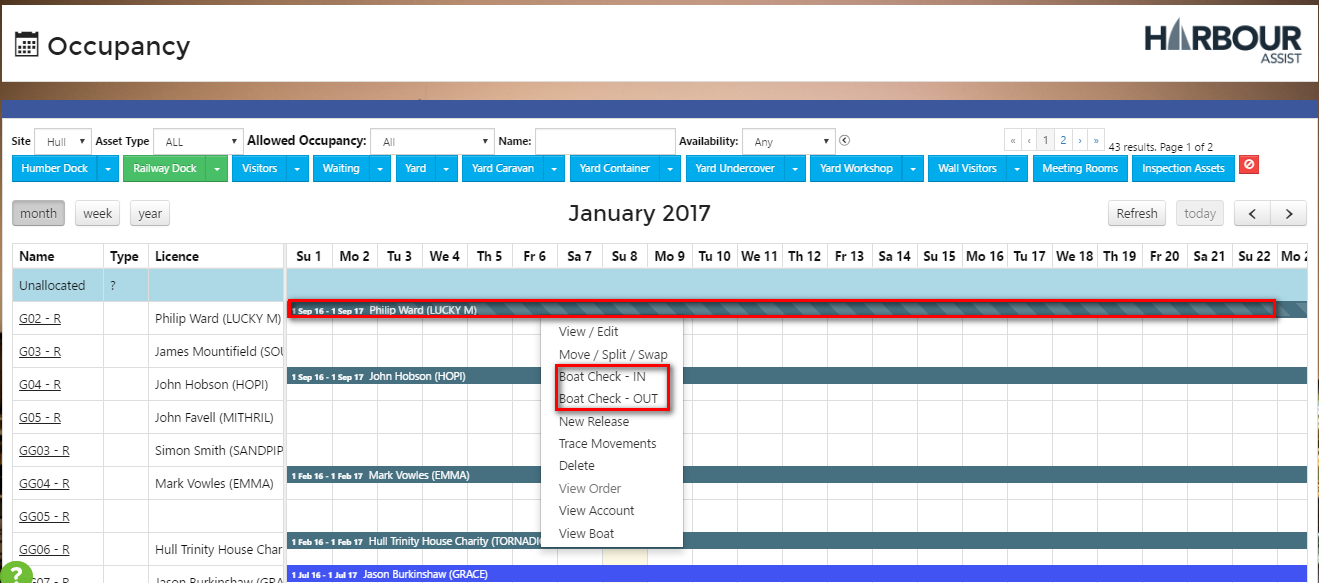 Occupancy
HARBOUR
ASSIST
Site Hull Asset Type ALL Allowed Occupancy: All Name: Availability: Any « ‹ 1 2 › » 43 results. Page 1 of 2
Humber Dock Railway Dock Visitors Waiting Yard Yard Caravan Yard Container Yard Undercover Yard Workshop Wall Visitors Meeting Rooms Inspection Assets
month week year January 2017 Refresh today < >
Name Type Licence Su 1 Mo 2 Tu 3 We 4 Th 5 Fr 6 Sa 7 Su 8 Mo 9 Tu 10 We 11 Th 12 Fr 13 Sa 14 Su 15 Mo 16 Tu 17 We 18 Th 19 Fr 20 Sa 21 Su 22 Mo 2
Unallocated ?
G02 - R Philip Ward (LUCKY M) 1 Sep 16 - 1 Sep 17 Philip Ward (LUCKY M)
View / Edit
G03 - R James Mountifield (SOU
Move / Split / Swap
Boat Check - IN
G04 - R John Hobson (HOPI) 1 Sep 16 - 1 Sep 17 John Hobson (HOPI)
Boat Check - OUT
G05 - R John Favell (MITHRIL)
New Release
Trace Movements
GG03 - R Simon Smith (SANDPIP
Delete
GG04 - R Mark Vowles (EMMA) 1 Feb 16 - 1 Feb 17 Mark Vowles (EMMA)
View Order
GG05 - R
View Account
View Boat
GG06 - R Hull Trinity House Char 1 Feb 16 - 1 Feb 17 Hull Trinity House Charity (TORNADO
?
G07 - R Jason Burkinshaw (GRA 1 Jul 16 - 1 Jul 17 Jason Burkinshaw (GRACE)